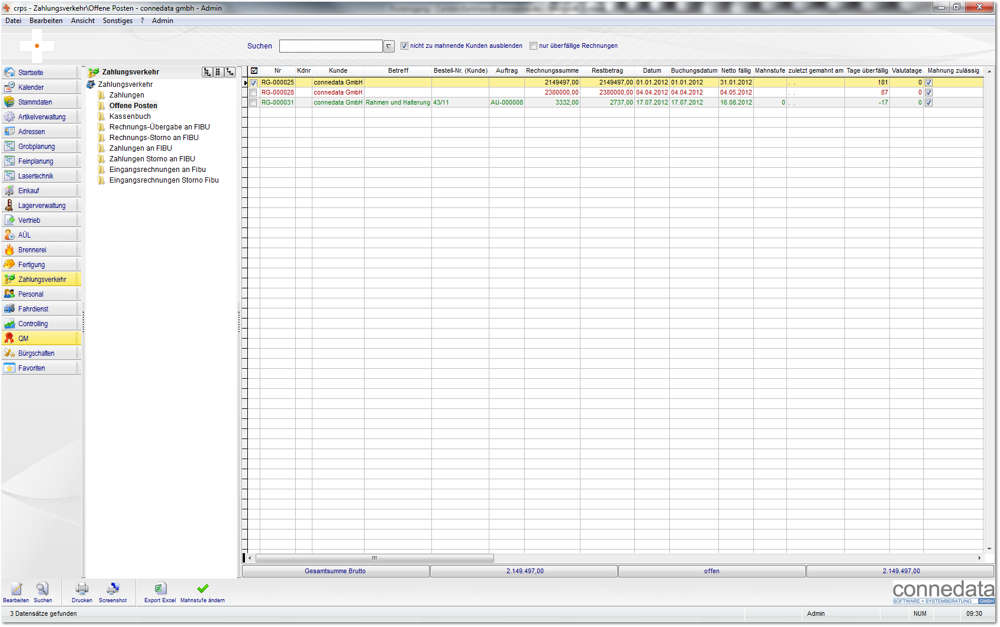 crps - Zahlungsverkehr\Offene Posten - connedata gmbh - Admin
Datei Bearbeiten Ansicht Sonstiges ? Admin
Suchen nicht zu mahnende Kunden ausblenden nur überfällige Rechnungen
Startseite
Kalender
Stammdaten
Artikelverwaltung
Adressen
Grobplanung
Feinplanung
Lasertechnik
Einkauf
Lagerverwaltung
Vertrieb
AÜL
Brennerei
Fertigung
Zahlungsverkehr
Personal
Fahrdienst
Controlling
QM
Bürgschaften
Favoriten
Zahlungsverkehr
Zahlungsverkehr
Zahlungen
Offene Posten
Kassenbuch
Rechnungs-Übergabe an FIBU
Rechnungs-Storno an FIBU
Zahlungen an FIBU
Zahlungen Storno an FIBU
Eingangsrechnungen an Fibu
Eingangsrechnungen Storno Fibu
Nr Kdnr Kunde Betreff Bestell-Nr. (Kunde) Auftrag Rechnungssumme Restbetrag Datum Buchungsdatum Netto fällig Mahnstufe zuletzt gemahnt am Tage überfällig Valutatage Mahnung zulässig
RG-000025 connedata GmbH 2149497,00 2149497,00 01.01.2012 01.01.2012 31.01.2012 . . 181 0
RG-000028 connedata GmbH 2380000,00 2380000,00 04.04.2012 04.04.2012 04.05.2012 . . 87 0
RG-000031 connedata GmbH Rahmen und Halterung 43/11 AU-000008 3332,00 2737,00 17.07.2012 17.07.2012 16.08.2012 0 . . -17 0
Gesamtsumme Brutto 2.149.497,00 offen 2.149.497,00
Bearbeiten Suchen Drucken Screenshot Export Excel Mahnstufe ändern
connedata
SOFTWARE + SYSTEMBERATUNG GMBH
3 Datensätze gefunden Admin NUM 09:30